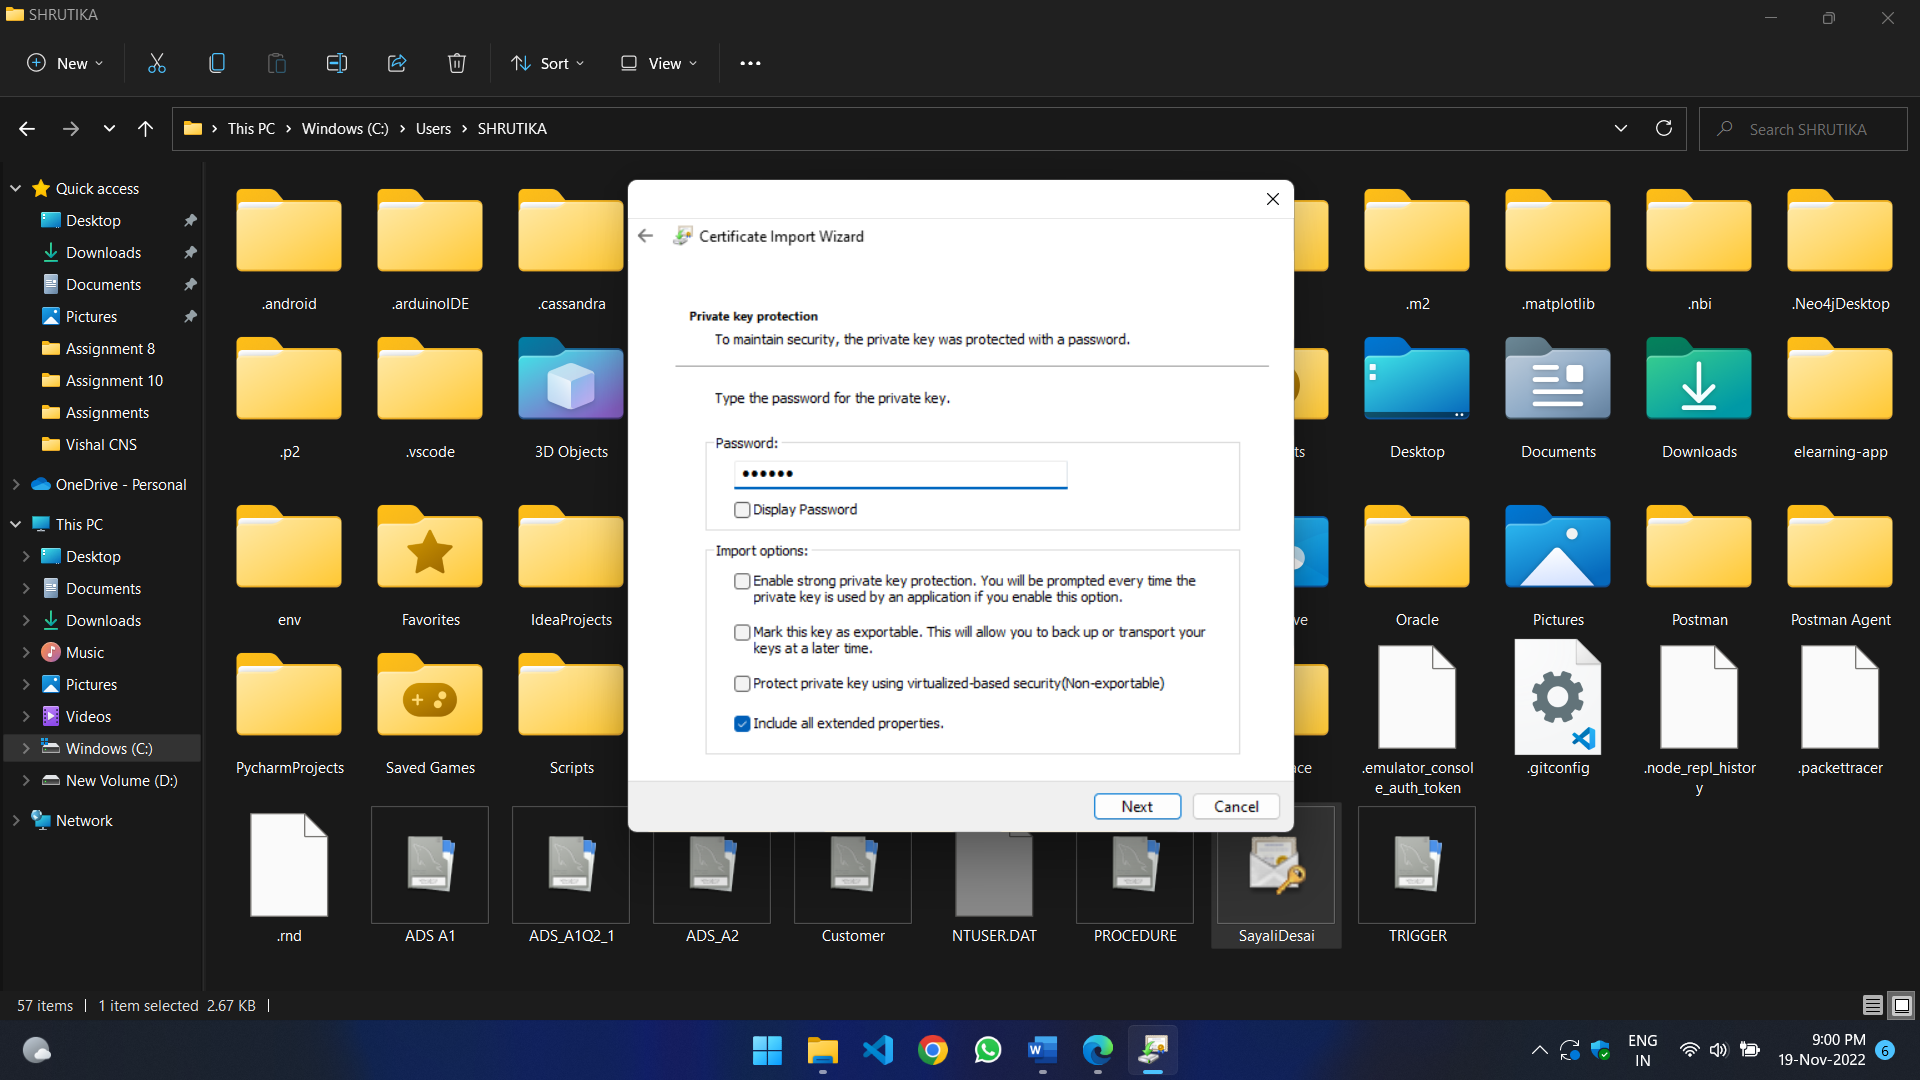 SHRUTIKA
New
Sort
View
This PC
Windows (C:)
Users
SHRUTIKA
Search SHRUTIKA
Quick access
Desktop
Downloads
Documents
Pictures
Assignment 8
Assignment 10
Assignments
Vishal CNS
OneDrive - Personal
This PC
Desktop
Documents
Downloads
Music
Pictures
Videos
Windows (C:)
New Volume (D:)
Network
.android
.arduinoIDE
.cassandra
.m2
.matplotlib
.nbi
.Neo4jDesktop
.p2
.vscode
3D Objects
ts
Desktop
Documents
Downloads
elearning-app
env
Favorites
IdeaProjects
ve
Oracle
Pictures
Postman
Postman Agent
PycharmProjects
Saved Games
Scripts
ace
.emulator_consol
e_auth_token
.gitconfig
.node_repl_histor
y
.packettracer
.rnd
ADS A1
ADS_A1Q2_1
ADS_A2
Customer
NTUSER.DAT
PROCEDURE
SayaliDesai
TRIGGER
Certificate Import Wizard
Private key protection
To maintain security, the private key was protected with a password.
Type the password for the private key.
Password:
••••••
Display Password
Import options:
Enable strong private key protection. You will be prompted every time the
private key is used by an application if you enable this option.
Mark this key as exportable. This will allow you to back up or transport your
keys at a later time.
Protect private key using virtualized-based security(Non-exportable)
Include all extended properties.
Next
Cancel
57 items
1 item selected 2.67 KB
ENG
IN
9:00 PM
19-Nov-2022
6